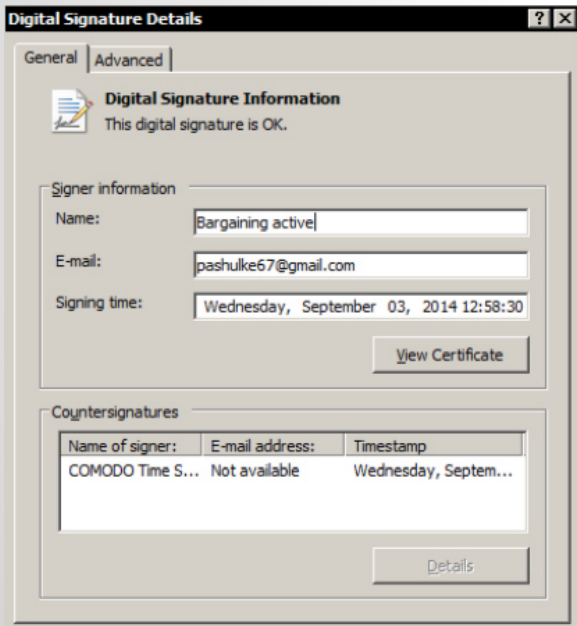 Digital Signature Details
General Advanced
Digital Signature Information
This digital signature is OK.
Signer information
Name: Bargaining active
E-mail: pashulke67@gmail.com
Signing time: Wednesday, September 03, 2014 12:58:30
View Certificate
Countersignatures
Name of signer: E-mail address: Timestamp
COMODO Time S... Not available Wednesday, Septem...
Details